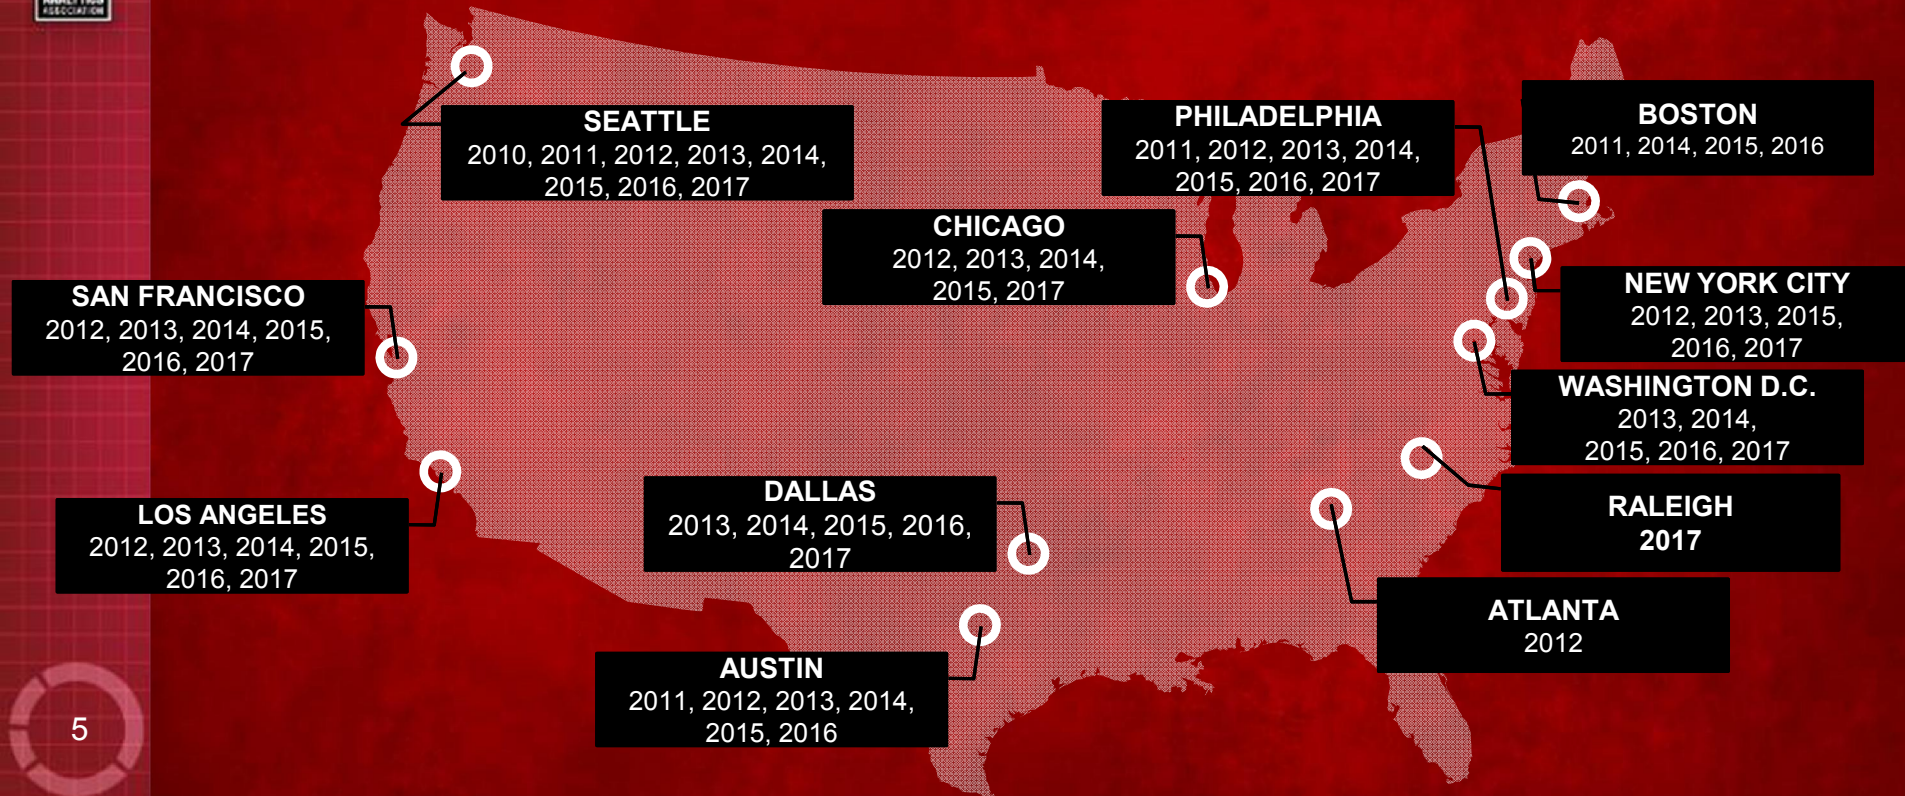 ANALYTICS
ASSOCIATION
SEATTLE
2010, 2011, 2012, 2013, 2014,
2015, 2016, 2017
PHILADELPHIA
2011, 2012, 2013, 2014,
2015, 2016, 2017
BOSTON
2011, 2014, 2015, 2016
CHICAGO
2012, 2013, 2014,
2015, 2017
SAN FRANCISCO
2012, 2013, 2014, 2015,
2016, 2017
NEW YORK CITY
2012, 2013, 2015,
2016, 2017
WASHINGTON D.C.
2013, 2014,
2015, 2016, 2017
LOS ANGELES
2012, 2013, 2014, 2015,
2016, 2017
DALLAS
2013, 2014, 2015, 2016,
2017
RALEIGH
2017
ATLANTA
2012
AUSTIN
2011, 2012, 2013, 2014,
2015, 2016
5